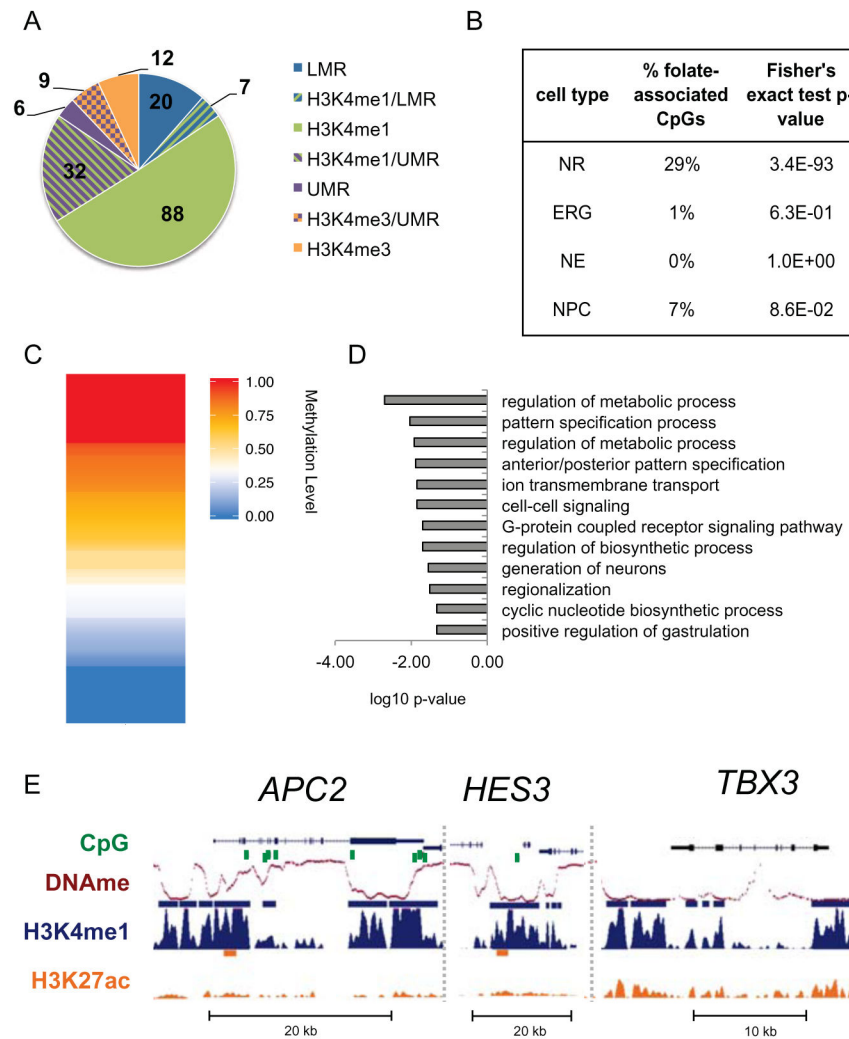 A
12
9
6
20
7
32
88
LMR
H3K4me1/LMR
H3K4me1
H3K4me1/UMR
UMR
H3K4me3/UMR
H3K4me3
B
cell type
% folate-
associated
CpGs
Fisher's
exact test p-
value
NR 29% 3.4E-93
ERG 1% 6.3E-01
NE 0% 1.0E+00
NPC 7% 8.6E-02
C
1.00
0.75
0.50
0.25
0.00
Methylation Level
D
regulation of metabolic process
pattern specification process
regulation of metabolic process
anterior/posterior pattern specification
ion transmembrane transport
cell-cell signaling
G-protein coupled receptor signaling pathway
regulation of biosynthetic process
generation of neurons
regionalization
cyclic nucleotide biosynthetic process
positive regulation of gastrulation
-4.00 -2.00 0.00
log10 p-value
E
APC2 HES3 TBX3
CpG
DNAme
H3K4me1
H3K27ac
20 kb 20 kb 10 kb